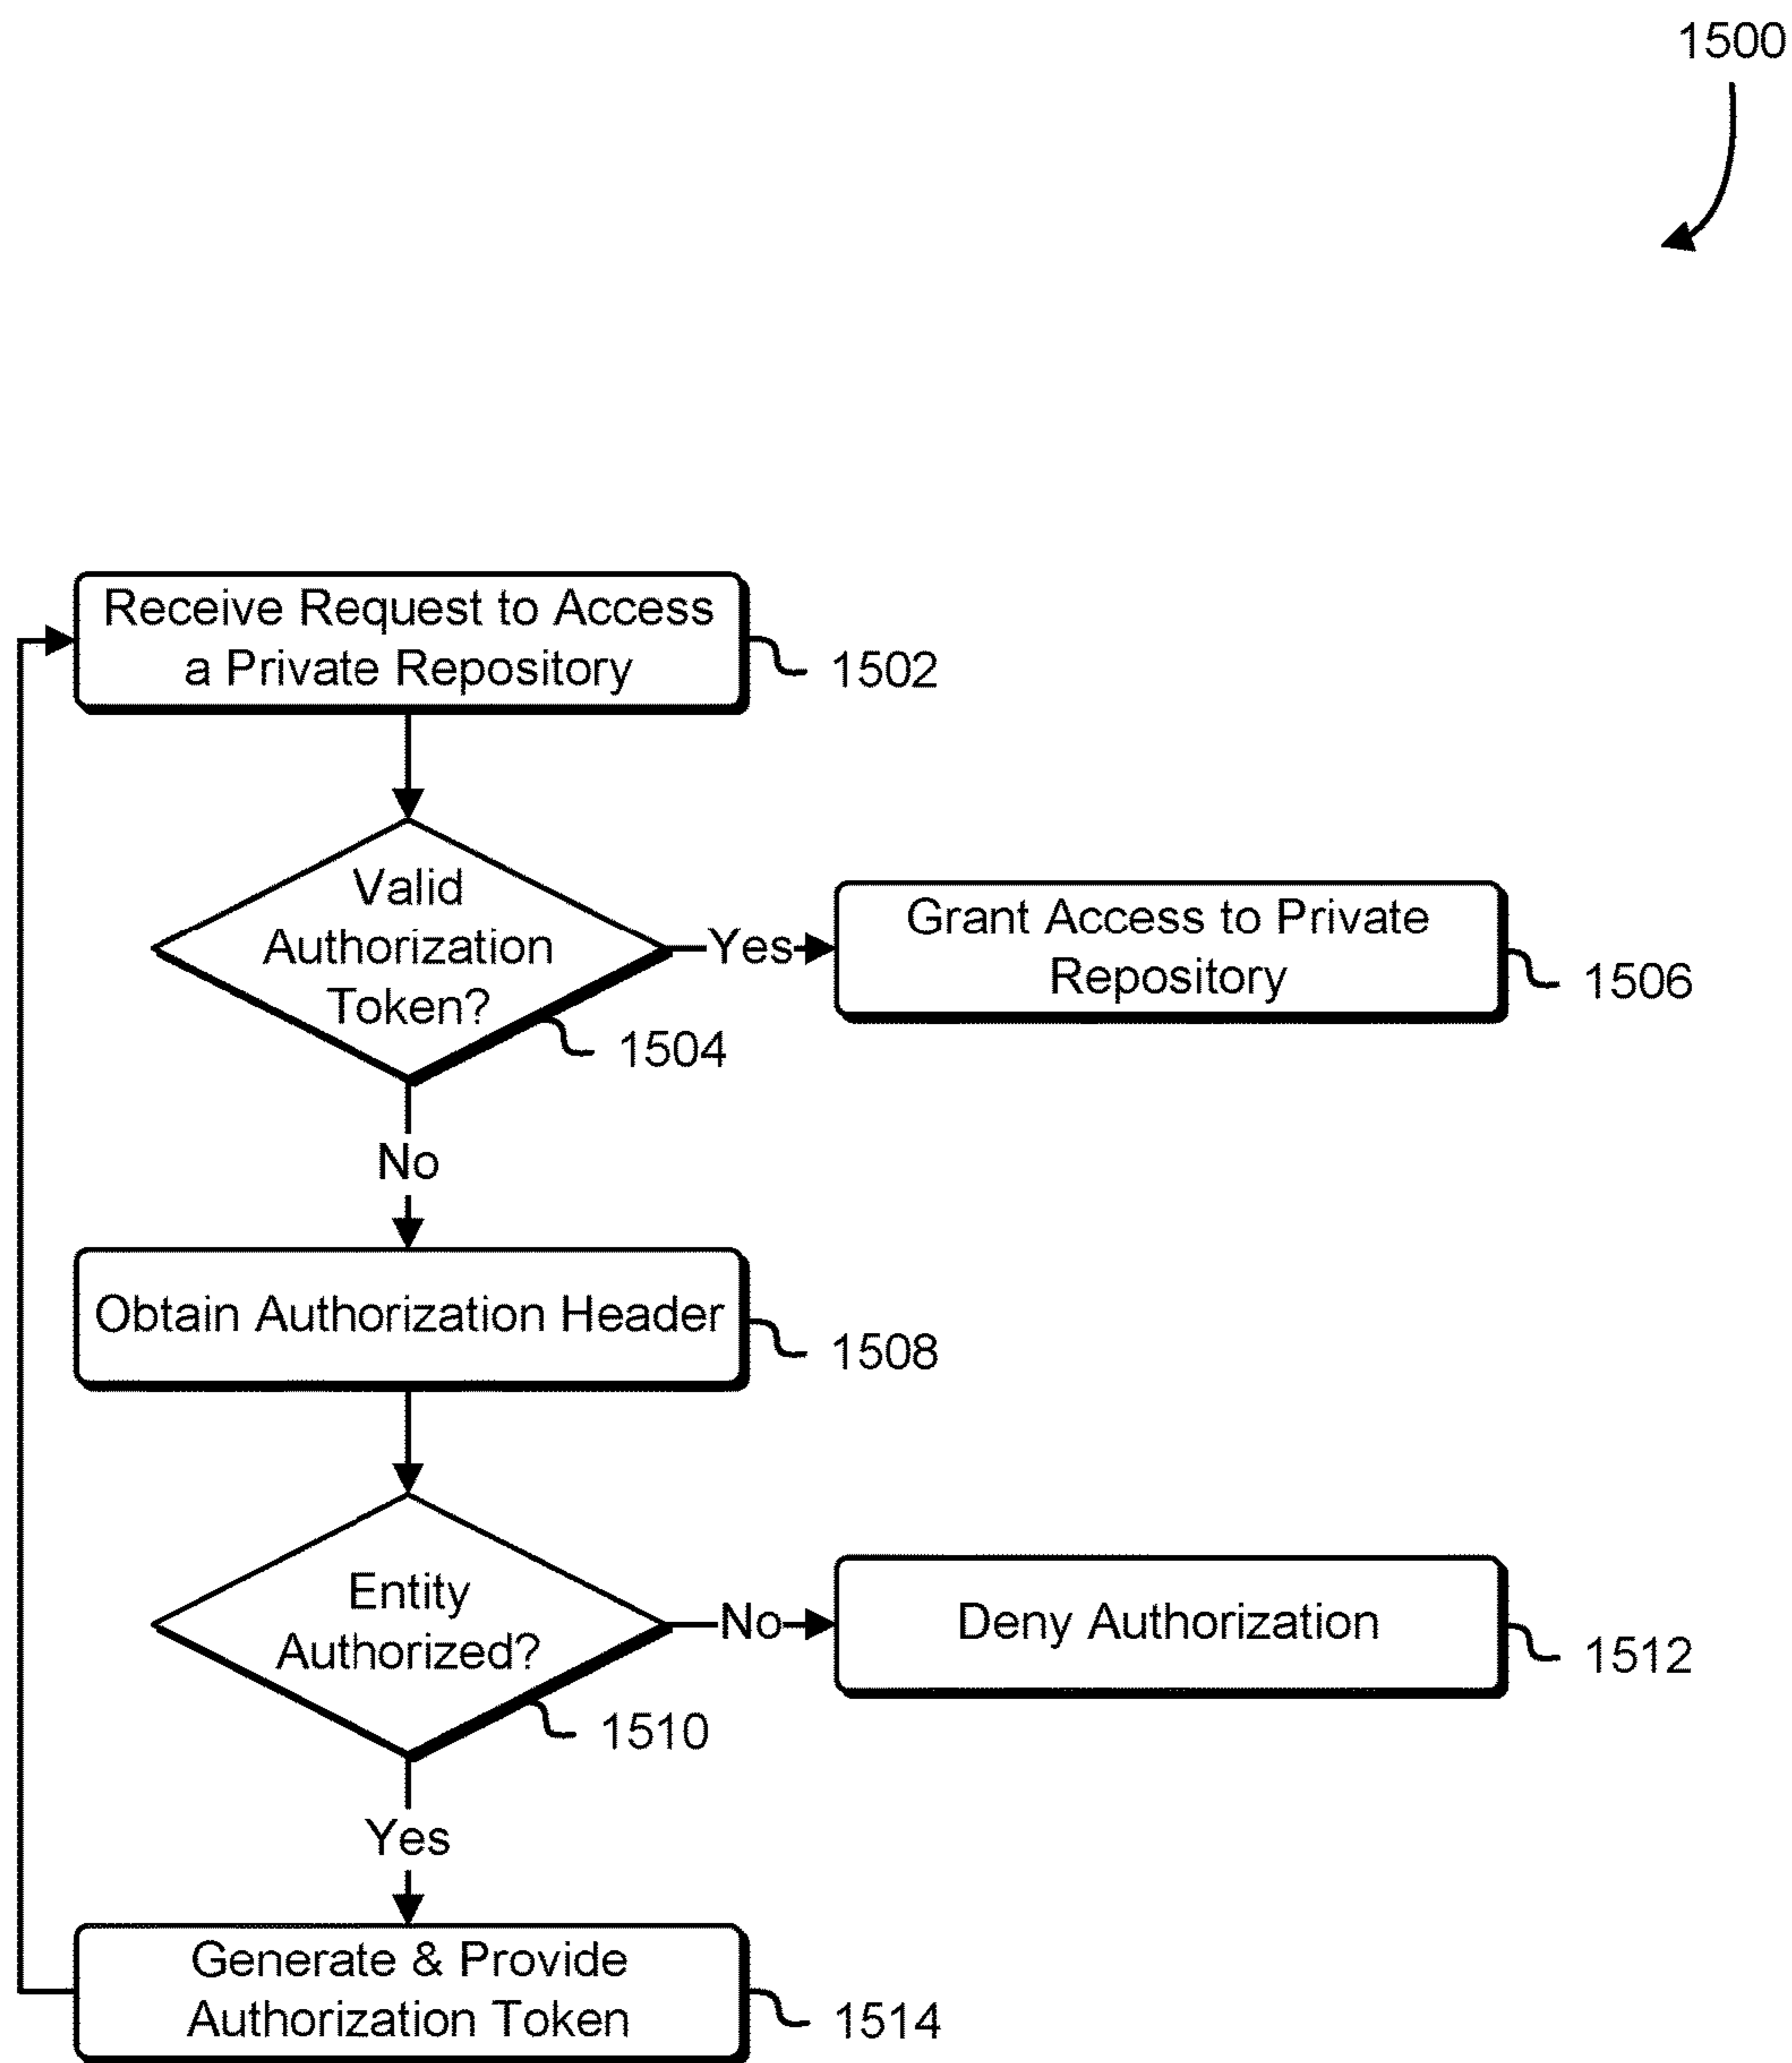 1500
Receive Request to Access
a Private Repository
1502
Valid
Authorization
Token?
1504
Yes
Grant Access to Private
Repository
1506
No
Obtain Authorization Header
1508
Entity
Authorized?
1510
No
Deny Authorization
1512
Yes
Generate & Provide
Authorization Token
1514